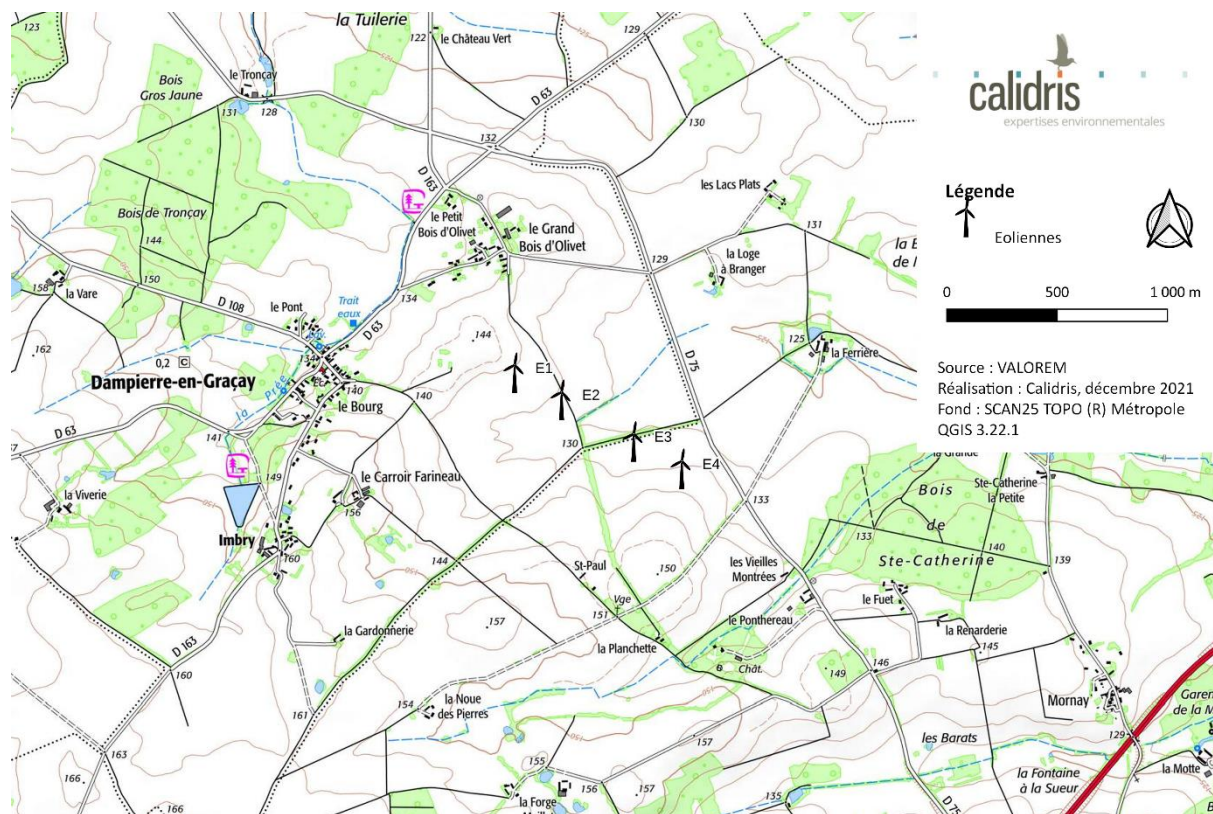 la Tuilerie
123
122
le Château Vert
129
125
le Tronçay
Bois
Gros Jaune
131
128
D 63
130
132
D 163
les Lacs Plats
le Petit
Bois d'Olivet
le Grand
Bois d'Olivet
Bois de Tronçay
144
131
la Loge
à Branger
129
150
158
la Vare
134
D 108
le Pont
Trait
eaux
D 63
144
D 75
125
la Ferrière
162
0,2 C
134
Dampierre-en-Graçay
la Prée
140
le Bourg
140
E1
E2
E3
E4
D 63
141
130
149
le Carroir Farineau
156
la Viverie
133
Imbry
160
144
St-Paul
150
les Vieilles
Montrées
Vge
151
157
le Ponthereau
la Gardonnerie
la Planchette
Chât.
D 163
160
149
146
161
154
la Noue
des Pierres
150
163
157
166
166
155
la Forge
156
157
135
D 75
Bois
de
Ste-Catherine
133
140
Ste-Catherine
la Petite
139
le Fuet
la Renarderie
145
Mornay
les Barats
129
la Fontaine
à la Sueur
la Motte
calidris
expertises environnementales
Légende
Eoliennes
0 500 1 000 m
Source : VALOREM
Réalisation : Calidris, décembre 2021
Fond : SCAN25 TOPO (R) Métropole
QGIS 3.22.1